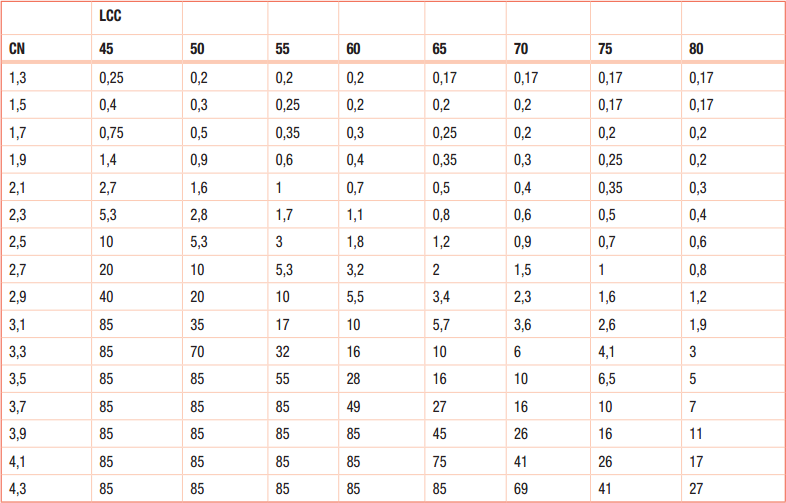 LCC
CN 45 50 55 60 65 70 75 80
1,3 0,25 0,2 0,2 0,2 0,17 0,17 0,17 0,17
1,5 0,4 0,3 0,25 0,2 0,2 0,2 0,17 0,17
1,7 0,75 0,5 0,35 0,3 0,25 0,2 0,2 0,2
1,9 1,4 0,9 0,6 0,4 0,35 0,3 0,25 0,2
2,1 2,7 1,6 1 0,7 0,5 0,4 0,35 0,3
2,3 5,3 2,8 1,7 1,1 0,8 0,6 0,5 0,4
2,5 10 5,3 3 1,8 1,2 0,9 0,7 0,6
2,7 20 10 5,3 3,2 2 1,5 1 0,8
2,9 40 20 10 5,5 3,4 2,3 1,6 1,2
3,1 85 35 17 10 5,7 3,6 2,6 1,9
3,3 85 70 32 16 10 6 4,1 3
3,5 85 85 55 28 16 10 6,5 5
3,7 85 85 85 49 27 16 10 7
3,9 85 85 85 85 45 26 16 11
4,1 85 85 85 85 75 41 26 17
4,3 85 85 85 85 85 69 41 27